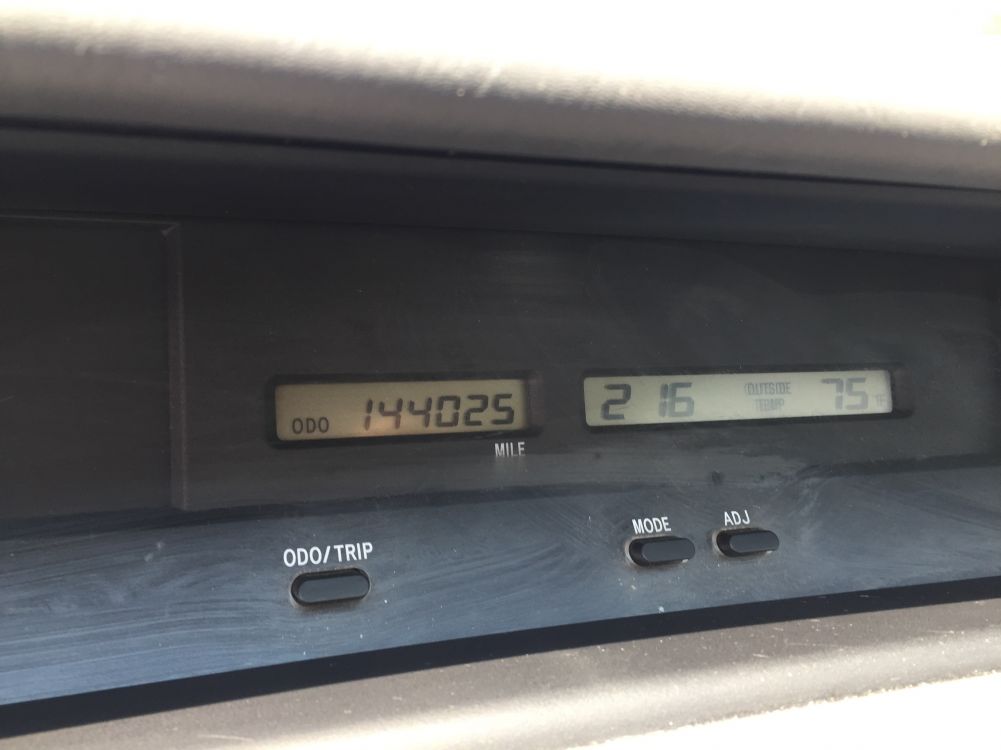 ODO 144025
MILE
2 16 OUTSIDE TEMP 75°F
ODO/TRIP
MODE
ADJ